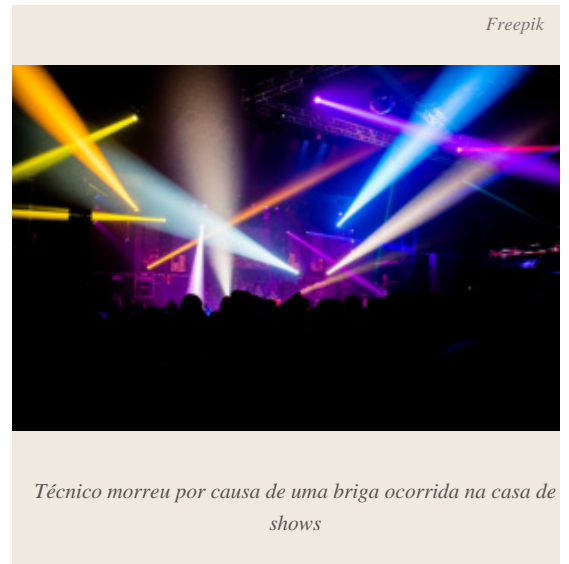 Freepik
Técnico morreu por causa de uma briga ocorrida na casa de
shows